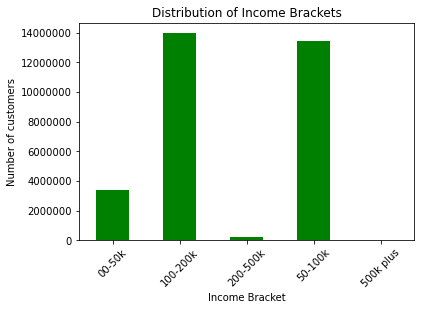 Distribution of Income Brackets
Number of customers
14000000
12000000
10000000
8000000
6000000
4000000
2000000
0
00-50k
100-200k
200-500k
50-100k
500k plus
Income Bracket